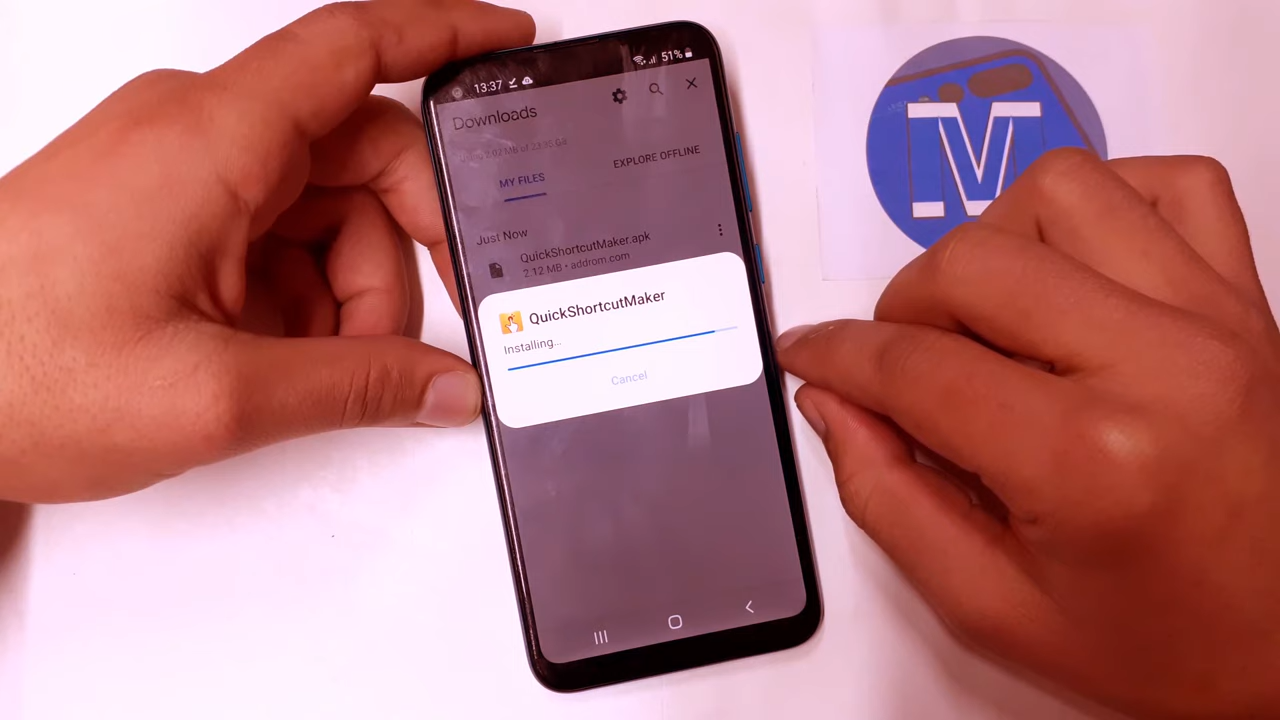 13:37
51%
Downloads
EXPLORE OFFLINE
MY FILES
Just Now
QuickShortcutMaker.apk
2.12 MB • addrom.com
QuickShortcutMaker
Installing...
Cancel
M